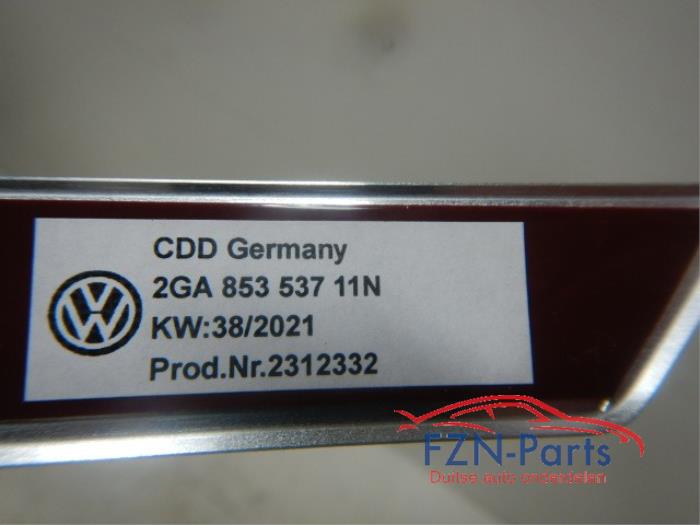 CDD Germany
2GA 853 537 11N
KW:38/2021
Prod.Nr.2312332
FZN-Parts
Duitse auto onderdelen